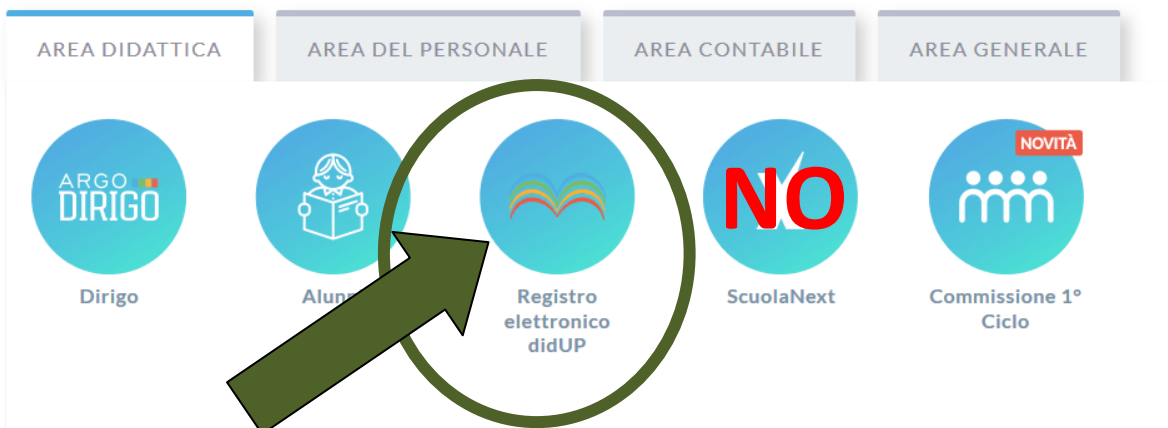 AREA DIDATTICA
AREA DEL PERSONALE
AREA CONTABILE
AREA GENERALE
ARGO
DIRIGO
NO
NOVITÀ
Dirigo
Registro
elettronico
didUP
ScuolaNext
Commissione 1°
Ciclo